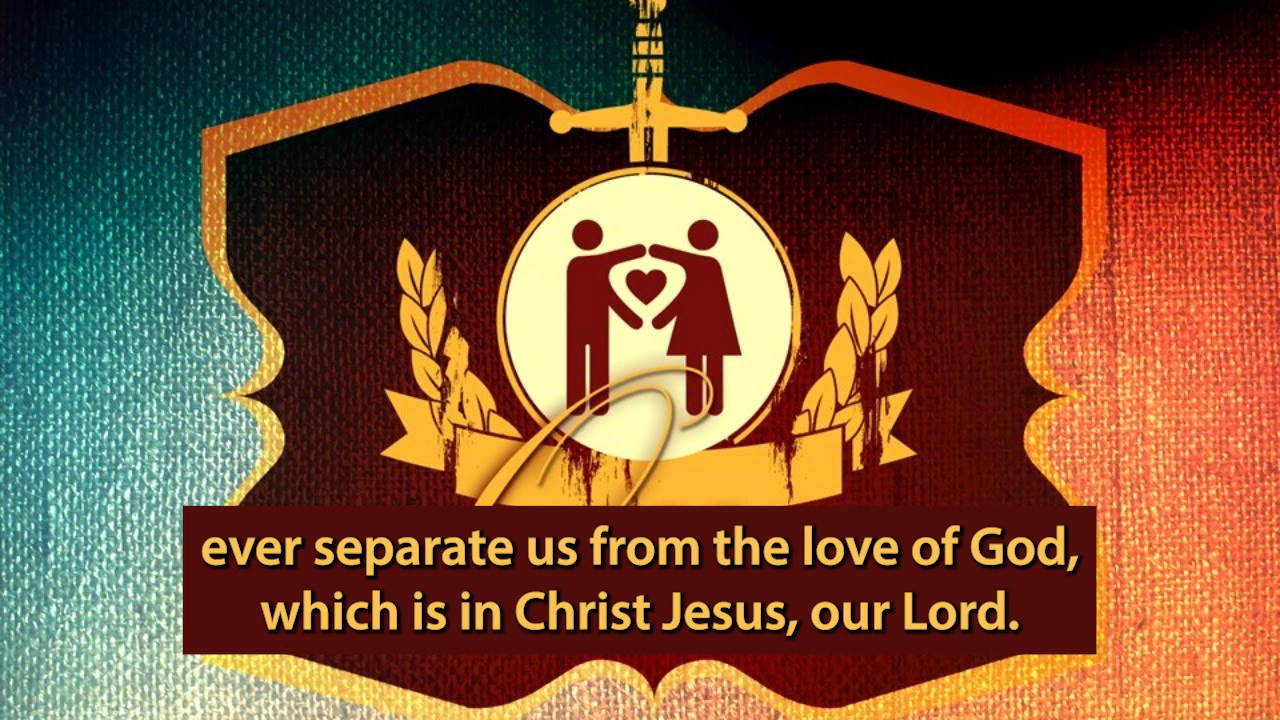 ever separate us from the love of God,
which is in Christ Jesus, our Lord.